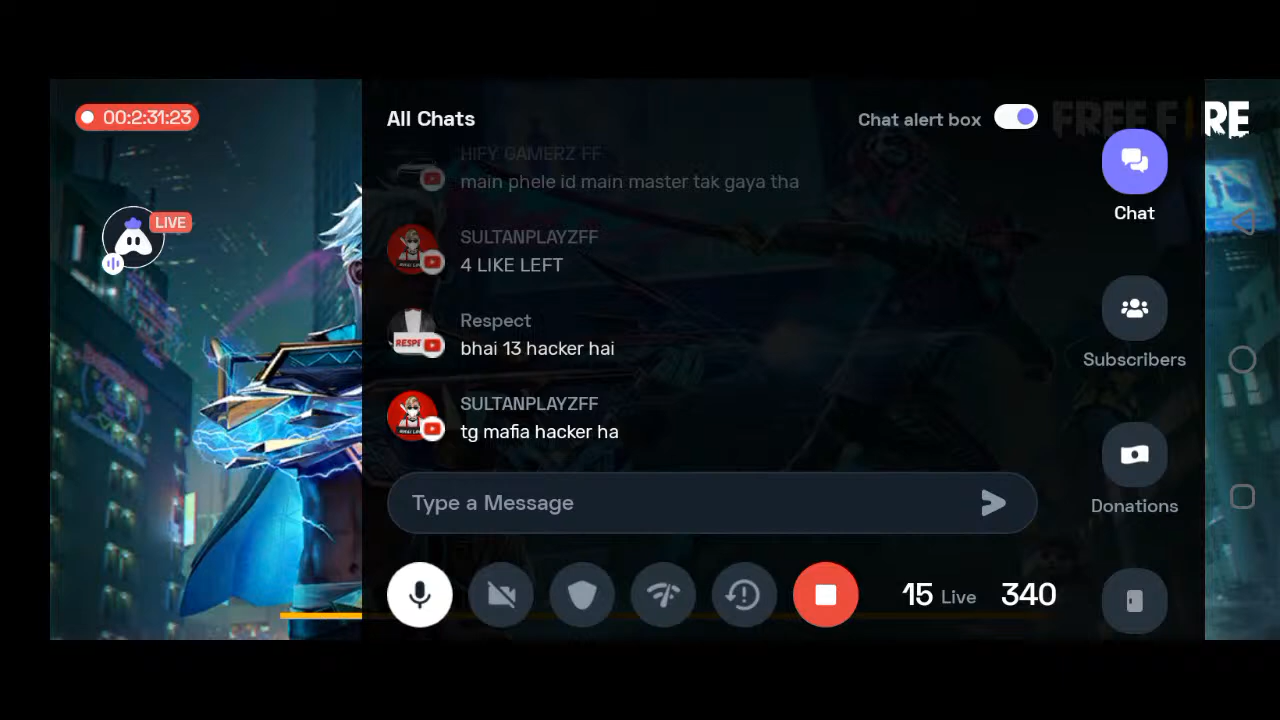 00:2:31:23
All Chats
Chat alert box
FREE FIRE
HIFY GAMERZ FF
main phele id main master tak gaya tha
LIVE
SULTANPLAYZFF
4 LIKE LEFT
Chat
Respect
bhai 13 hacker hai
Subscribers
SULTANPLAYZFF
tg mafia hacker ha
Type a Message
Donations
15 Live 340